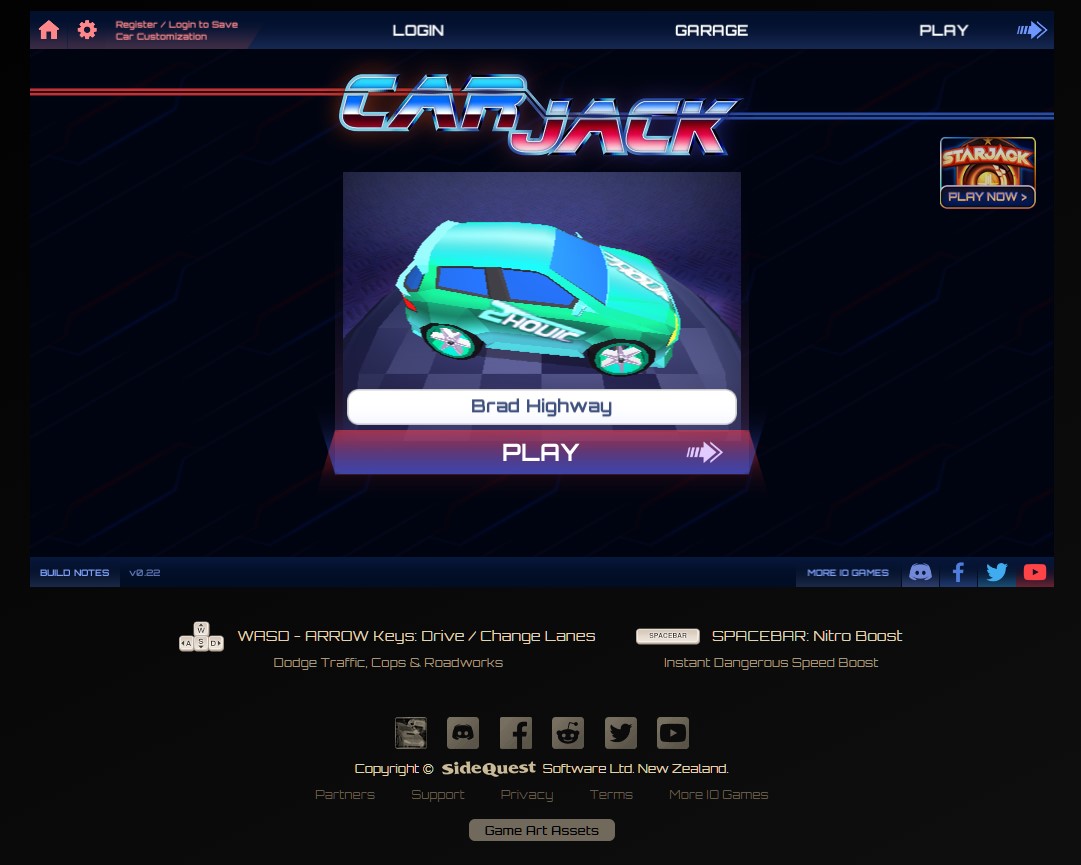 Register / Login to Save
Car Customization
LOGIN
GARAGE
PLAY
CAR JACK
STARJACK
PLAY NOW >
2HOUIC
Brad Highway
PLAY
BUILD NOTES
v0.22
MORE IO GAMES
W
A S D
WASD - ARROW Keys: Drive / Change Lanes
SPACEBAR
SPACEBAR: Nitro Boost
Dodge Traffic, Cops & Roadworks
Instant Dangerous Speed Boost
Copyright © SideQuest Software Ltd. New Zealand.
Partners Support Privacy Terms More IO Games
Game Art Assets